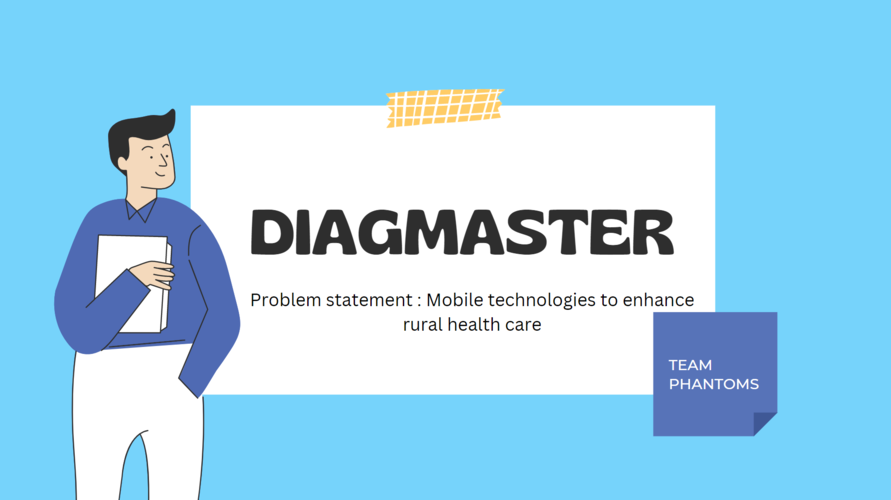 DIAGMASTER
Problem statement : Mobile technologies to enhance
rural health care
TEAM
PHANTOMS